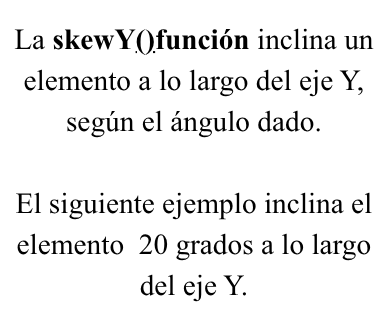 La skewY()función inclina un
elemento a lo largo del eje Y,
según el ángulo dado.
El siguiente ejemplo inclina el
elemento  20 grados a lo largo
del eje Y.